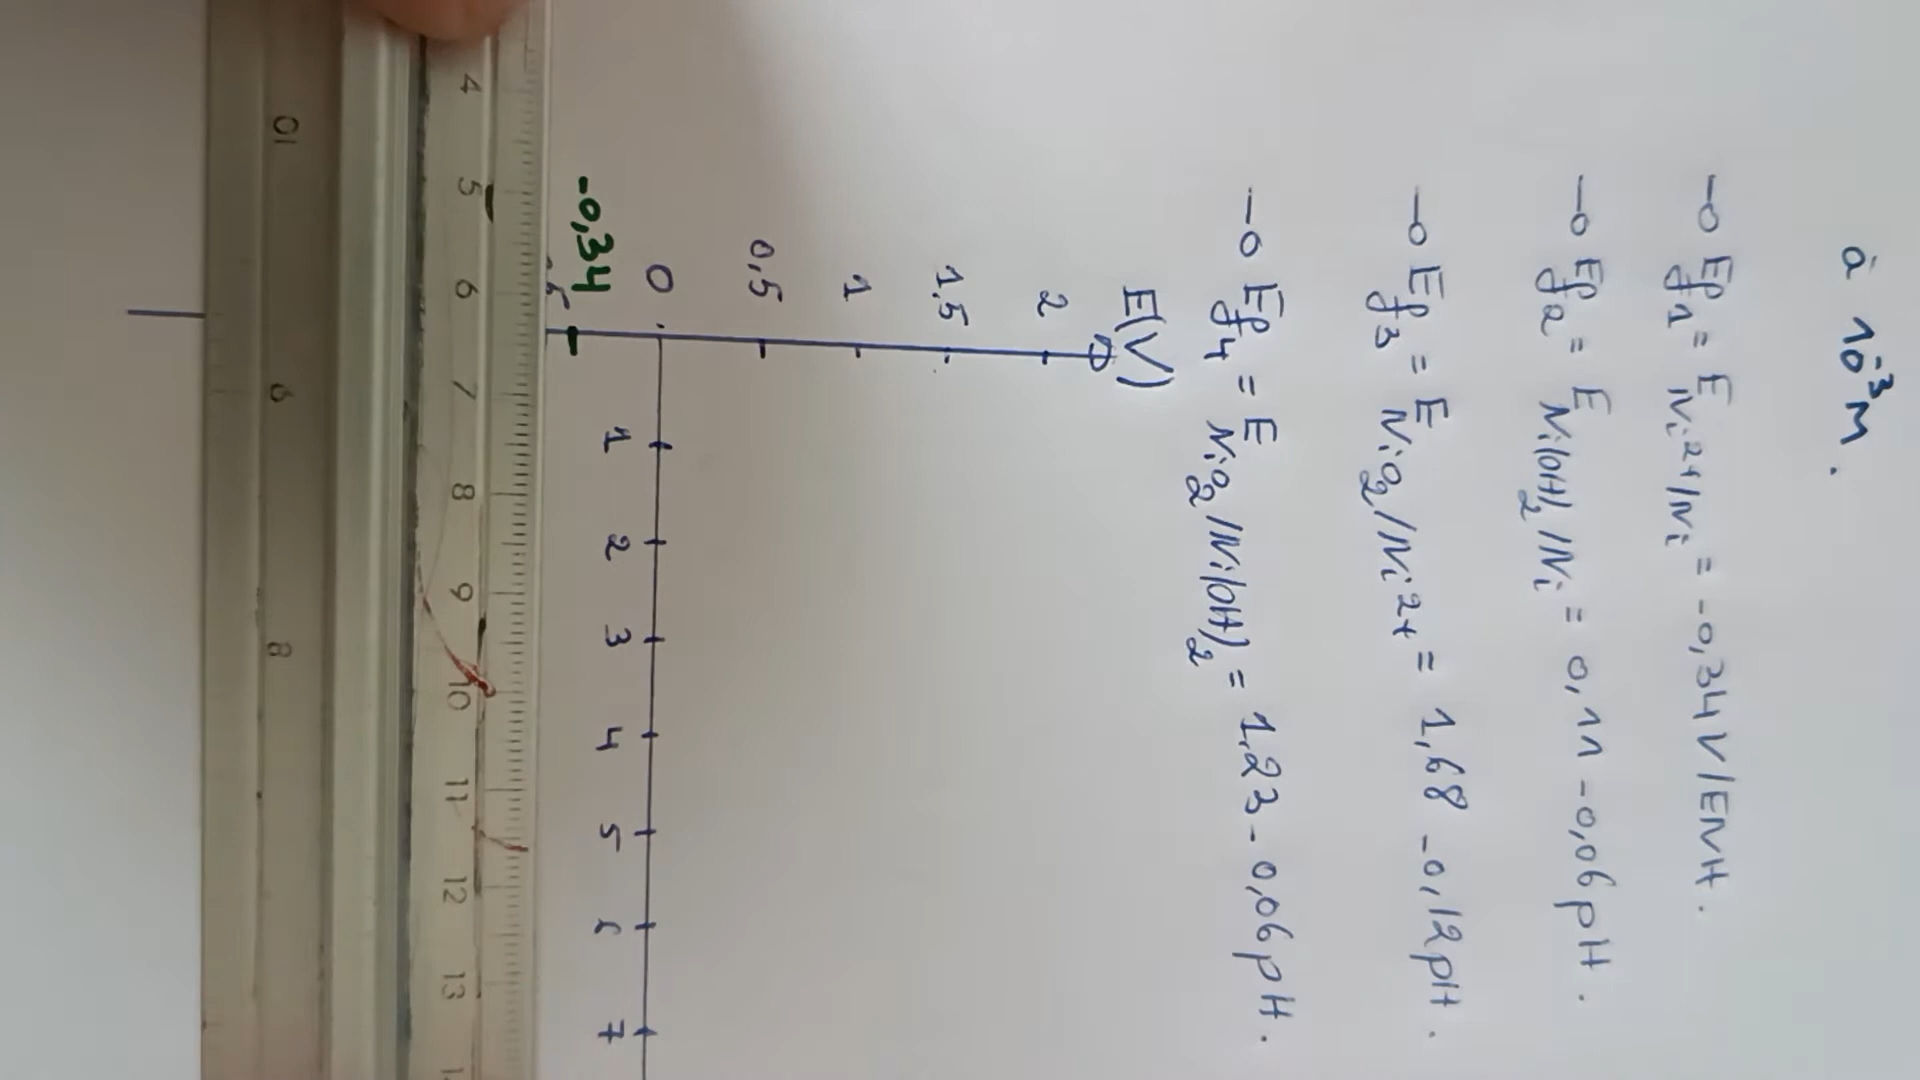 à 10⁻³ M.
→ Ef1 = E Ni²⁺/Ni = -0,34 V/ENH.
→ Ef2 = E Ni(OH)₂/Ni = 0,11 - 0,06 pH.
→ Ef3 = E NiO₂/Ni²⁺ = 1,68 - 0,12 pH.
→ Ef4 = E NiO₂/Ni(OH)₂ = 1,23 - 0,06 pH.
E(V)
2
1,5
1
0,5
0
-0,34
1 2 3 4 5 6 7
4 5 6 7 8 9 10 11 12 13
10 8